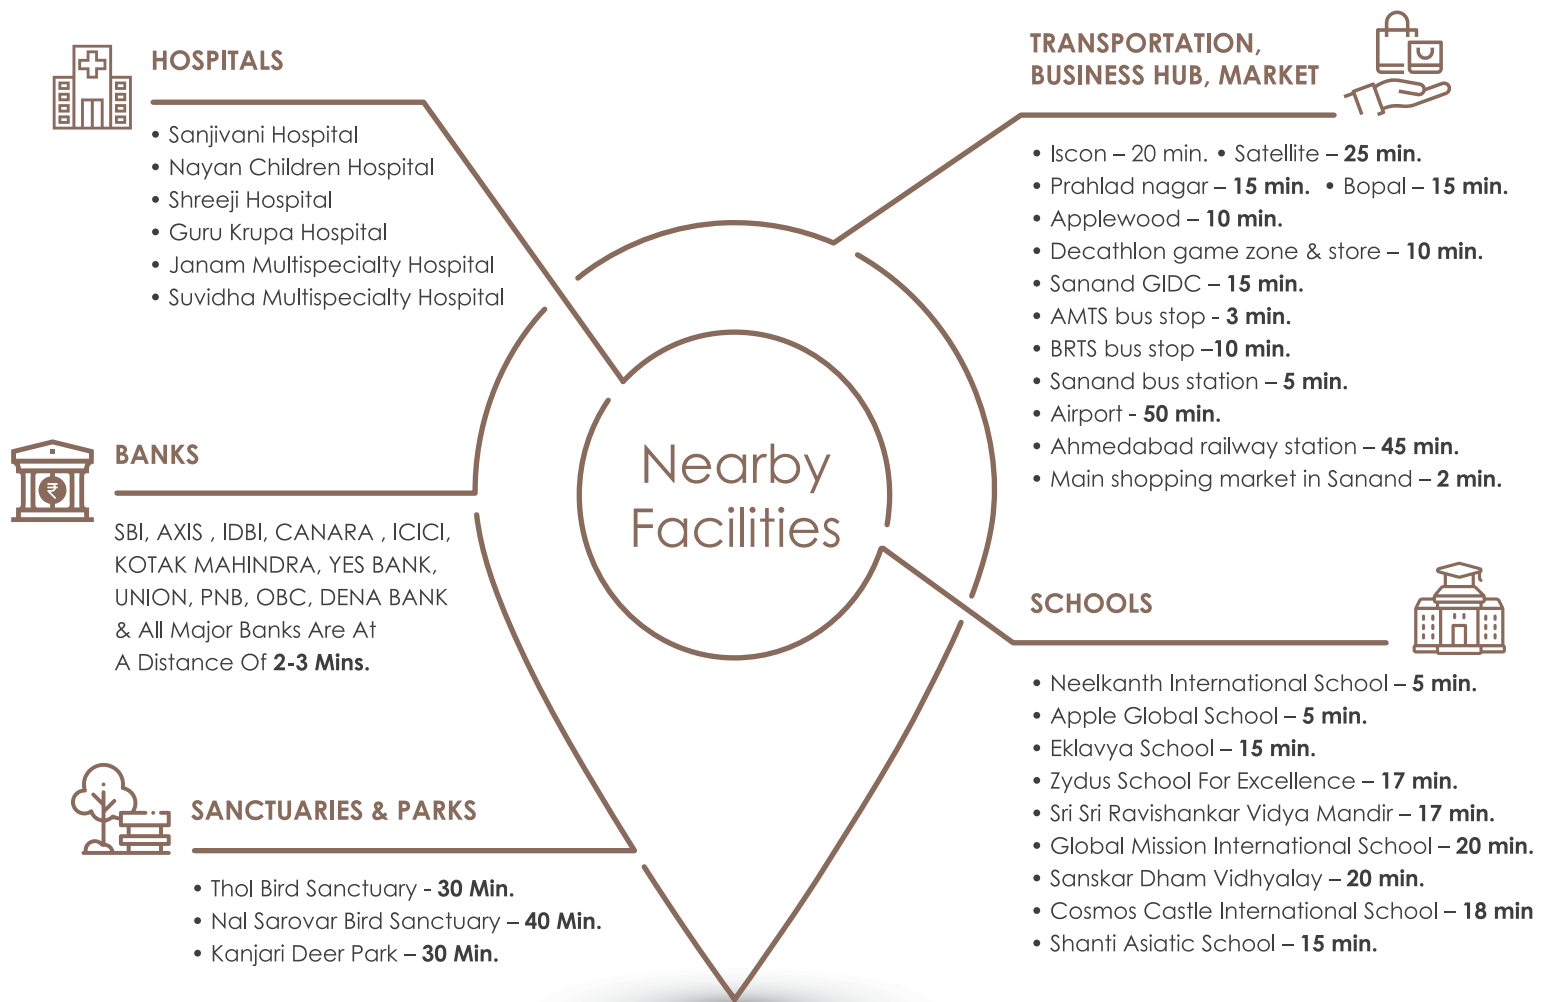 HOSPITALS
• Sanjivani Hospital
• Nayan Children Hospital
• Shreeji Hospital
• Guru Krupa Hospital
• Janam Multispecialty Hospital
• Suvidha Multispecialty Hospital
BANKS
SBI, AXIS , IDBI, CANARA , ICICI,
KOTAK MAHINDRA, YES BANK,
UNION, PNB, OBC, DENA BANK
& All Major Banks Are At
A Distance Of 2-3 Mins.
SANCTUARIES & PARKS
• Thol Bird Sanctuary - 30 Min.
• Nal Sarovar Bird Sanctuary – 40 Min.
• Kanjari Deer Park – 30 Min.
Nearby
Facilities
TRANSPORTATION,
BUSINESS HUB, MARKET
• Iscon – 20 min. • Satellite – 25 min.
• Prahlad nagar – 15 min. • Bopal – 15 min.
• Applewood – 10 min.
• Decathlon game zone & store – 10 min.
• Sanand GIDC – 15 min.
• AMTS bus stop - 3 min.
• BRTS bus stop –10 min.
• Sanand bus station – 5 min.
• Airport - 50 min.
• Ahmedabad railway station – 45 min.
• Main shopping market in Sanand – 2 min.
SCHOOLS
• Neelkanth International School – 5 min.
• Apple Global School – 5 min.
• Eklavya School – 15 min.
• Zydus School For Excellence – 17 min.
• Sri Sri Ravishankar Vidya Mandir – 17 min.
• Global Mission International School – 20 min.
• Sanskar Dham Vidhyalay – 20 min.
• Cosmos Castle International School – 18 min
• Shanti Asiatic School – 15 min.